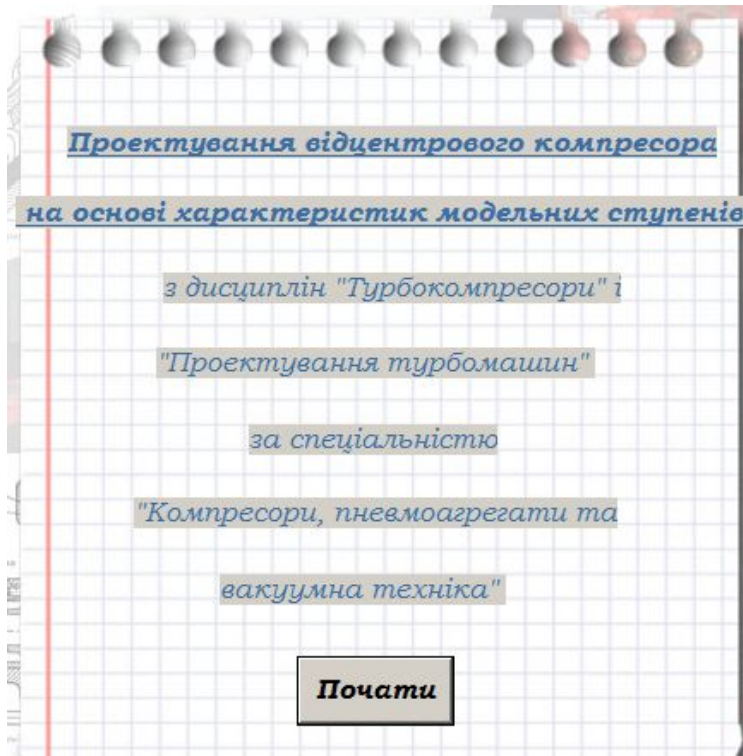 Проектування відцентрового компресора
на основі характеристик модельних ступенів
з дисциплін "Турбокомпресори" і
"Проектування турбомашин"
за спеціальністю
"Компресори, пневмоагрегати та
вакуумна техніка"
Почати